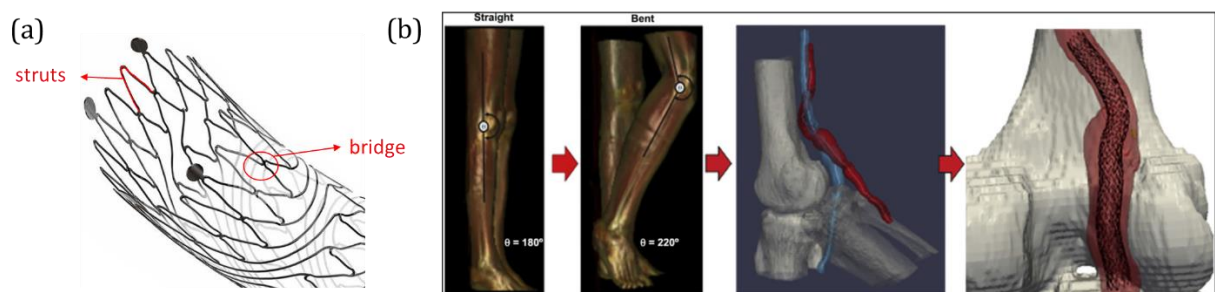 (a)
struts
bridge
(b)
Straight
Bent
θ = 180°
θ = 220°